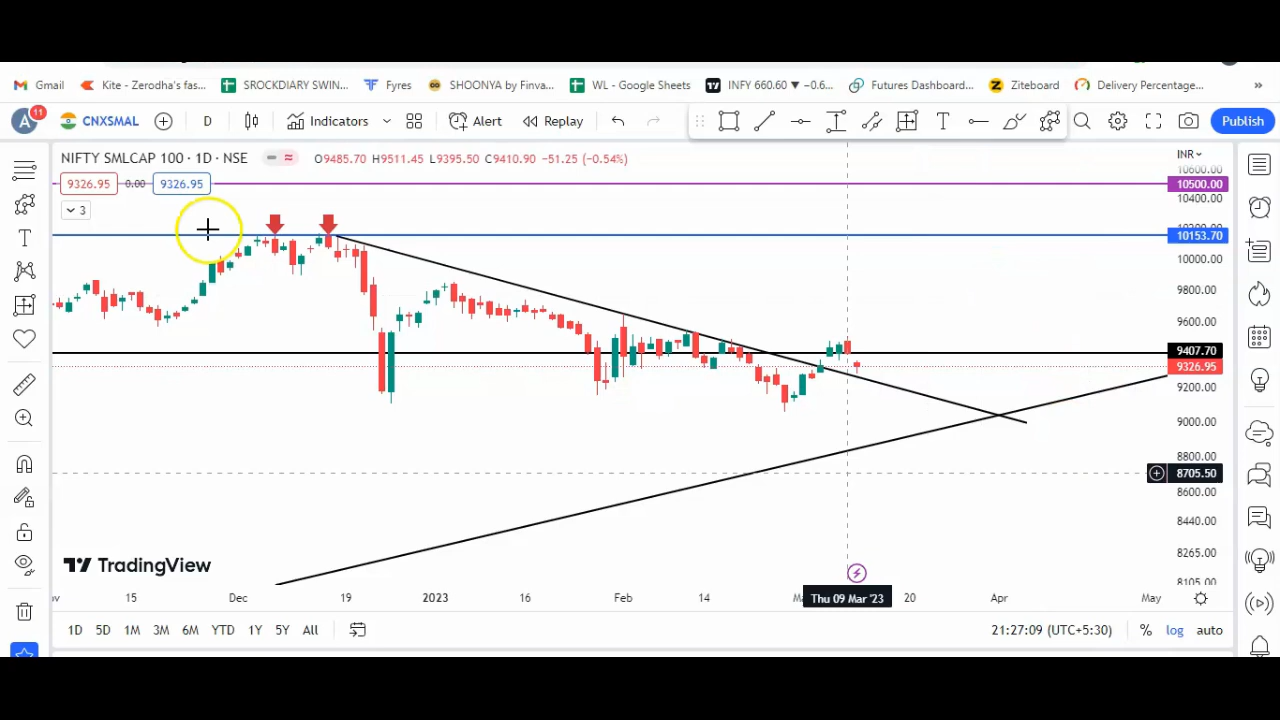 Gmail Kite - Zerodha's fas... SROCKDIARY SWIN... Fyres SHOONYA by Finva... WL - Google Sheets INFY 660.60 ▼ −0.6... Futures Dashboard... Ziteboard Delivery Percentage... »
A 11 CNXSMAL D Indicators Alert Replay T Publish
NIFTY SMLCAP 100 · 1D · NSE O9485.70 H9511.45 L9395.50 C9410.90 −51.25 (−0.54%) INR
10600.00
9326.95 0.00 9326.95 10500.00
10400.00
3
10153.70
10000.00
9800.00
9600.00
9407.70
9326.95
9200.00
9000.00
8800.00
8705.50
8600.00
8440.00
8265.00
8105.00
TradingView
15 Dec 19 2023 16 Feb 14 Thu 09 Mar '23 20 Apr May
1D 5D 1M 3M 6M YTD 1Y 5Y All 21:27:09 (UTC+5:30) % log auto